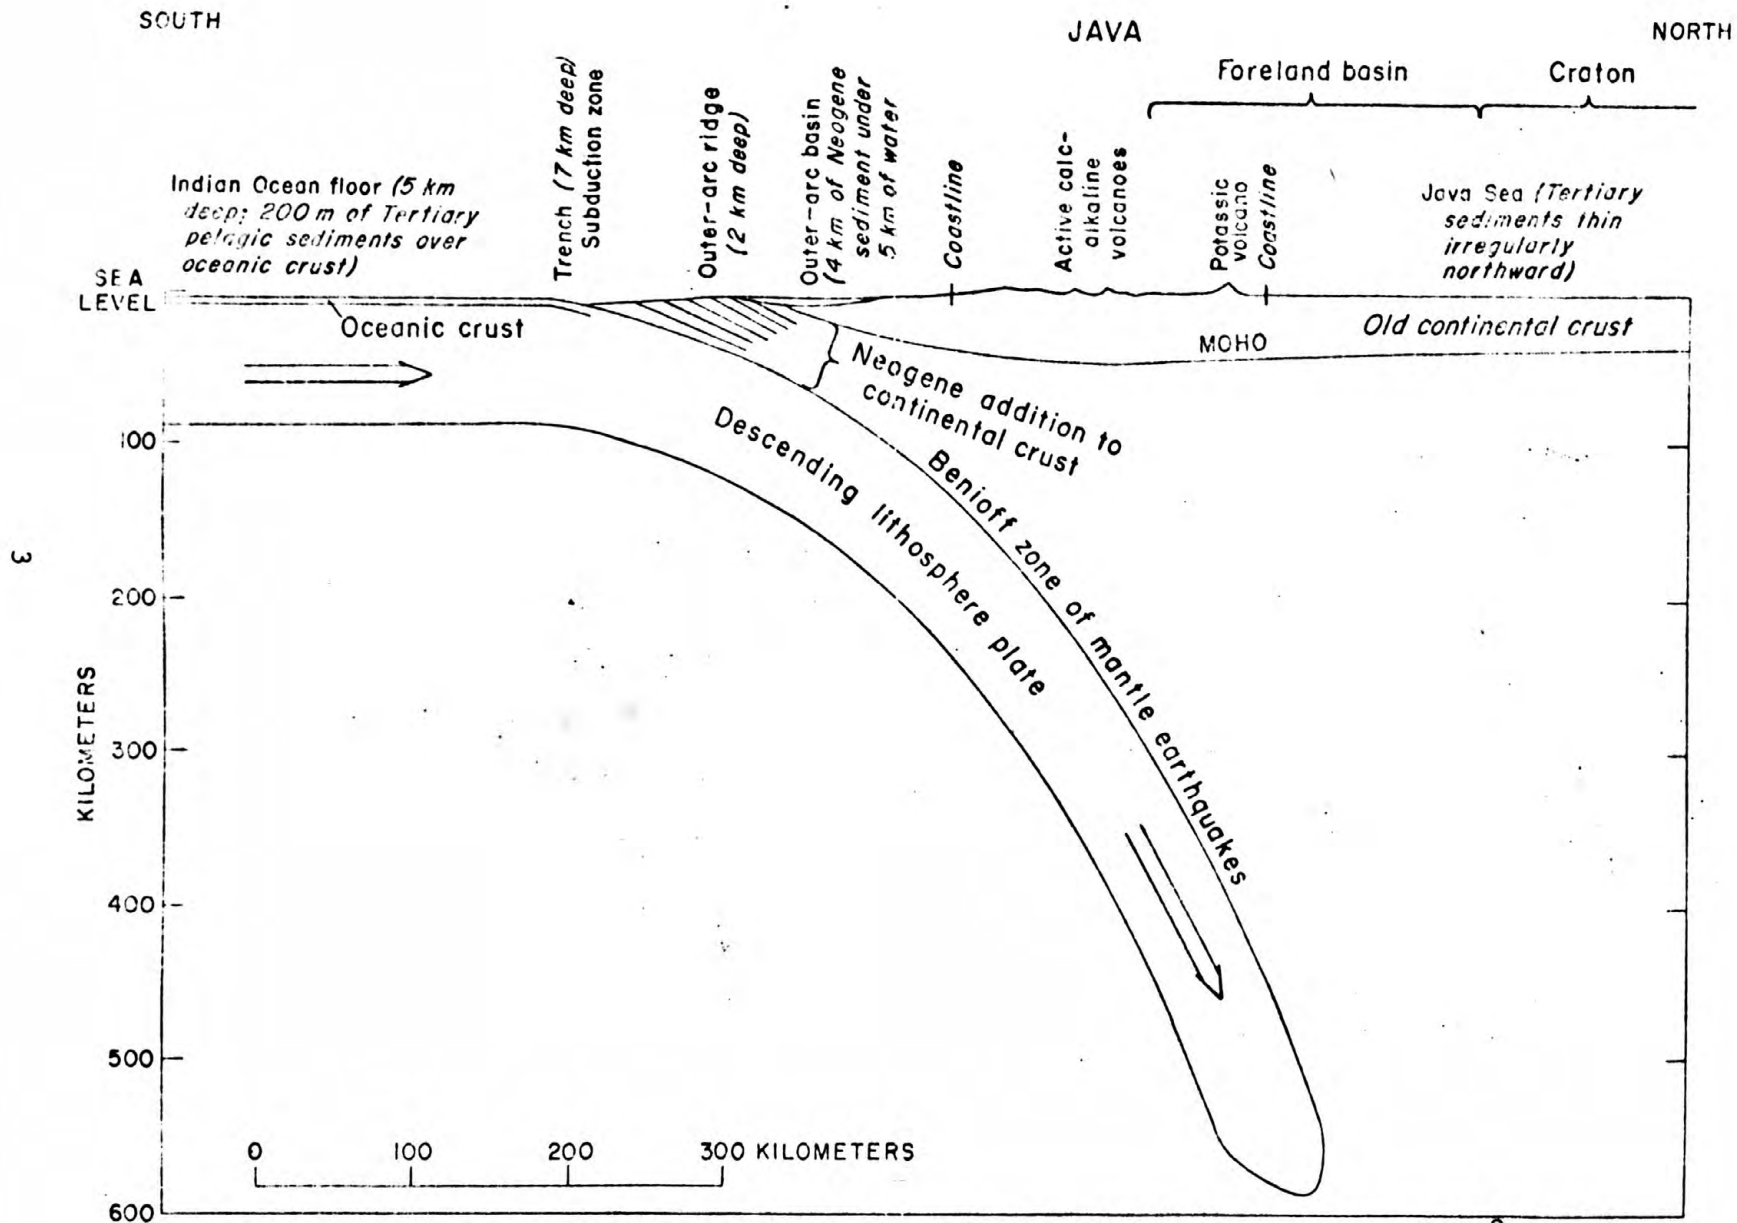 SOUTH
JAVA
NORTH
Foreland basin
Craton
Indian Ocean floor (5 km
deep; 200 m of Tertiary
pelagic sediments over
oceanic crust)
Trench (7 km deep)
Subduction zone
Outer-arc ridge
(2 km deep)
Outer-arc basin
(4 km of Neogene
sediment under
5 km of water
Coastline
Active calc-
alkaline
volcanoes
Potassic
volcano
Coastline
Java Sea (Tertiary
sediments thin
irregularly
northward)
SEA
LEVEL
Oceanic crust
MOHO
Old continental crust
Neogene addition to
continental crust
Descending lithosphere plate
Benioff zone of mantle earthquakes
KILOMETERS
100
200
300
400
500
600
0 100 200 300 KILOMETERS
3